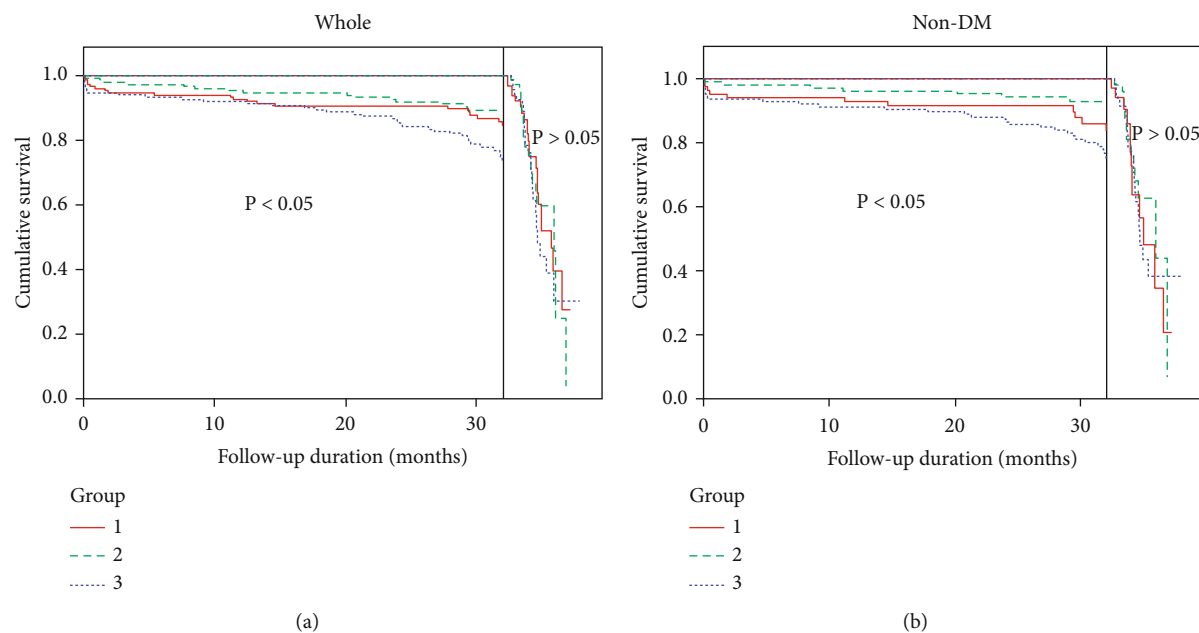 Whole
Cumulative survival
1.0
0.8
0.6
0.4
0.2
0.0
P < 0.05
P > 0.05
0
10
20
30
Follow-up duration (months)
Group
1
2
3
(a)
Non-DM
Cumulative survival
1.0
0.8
0.6
0.4
0.2
0.0
P < 0.05
P > 0.05
0
10
20
30
Follow-up duration (months)
Group
1
2
3
(b)